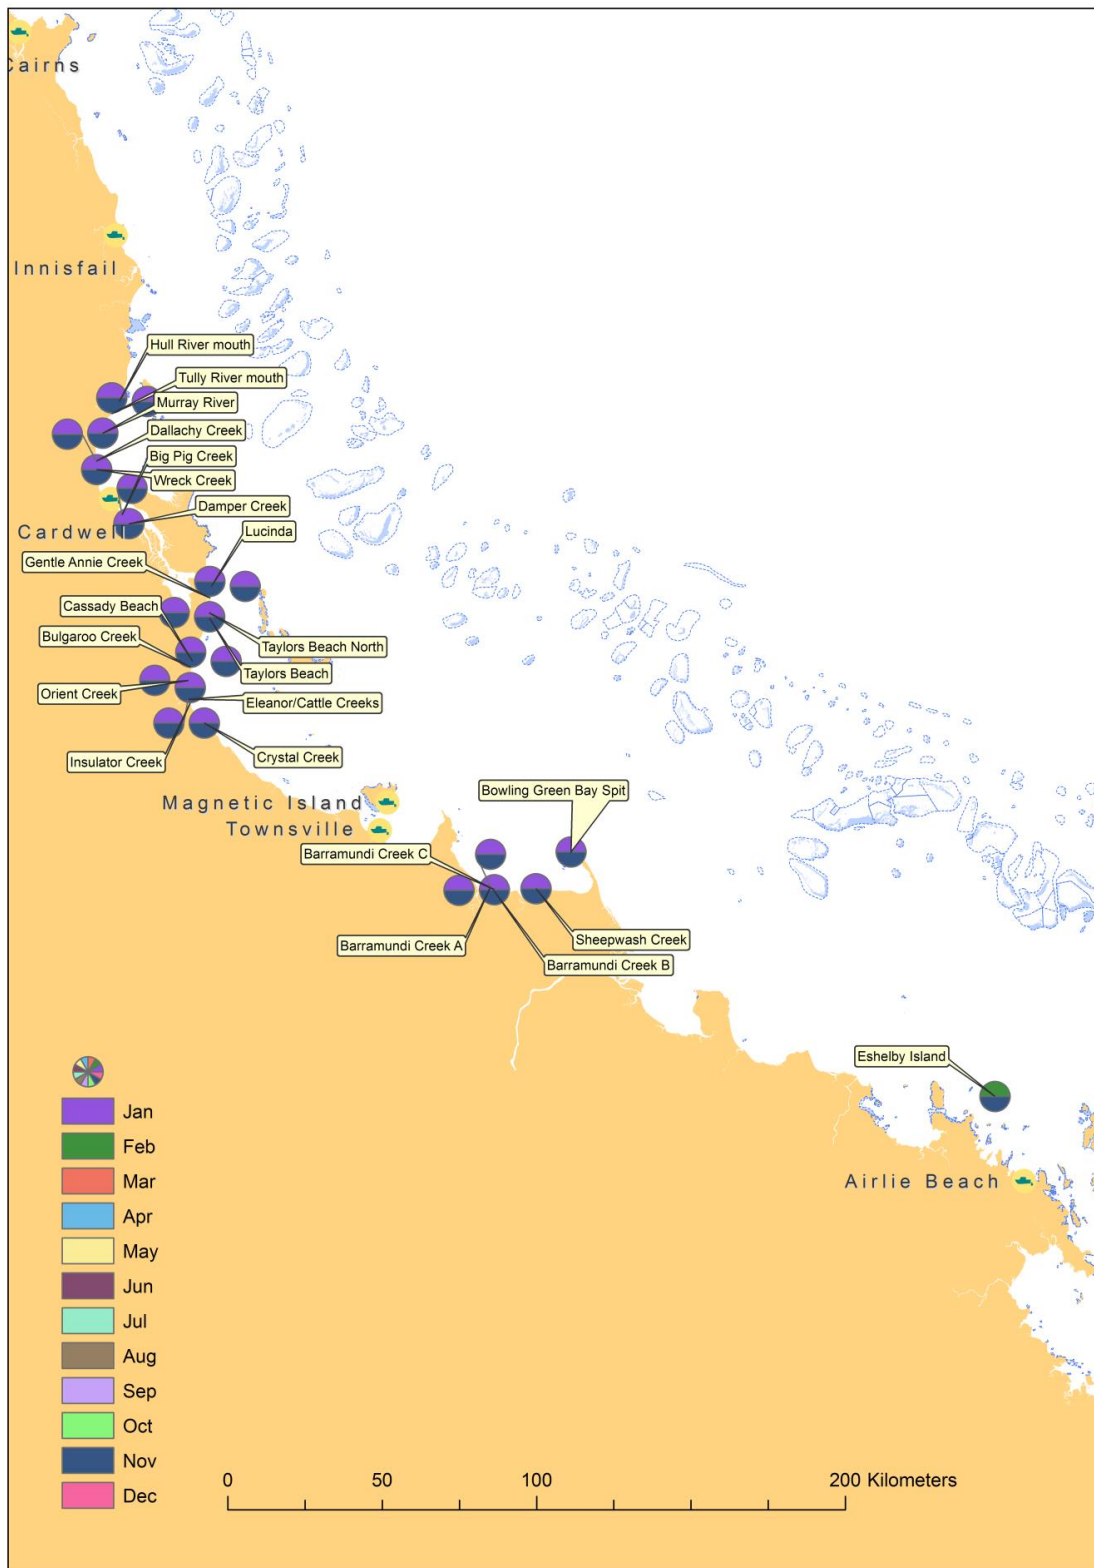 Cairns
Innisfail
Hull River mouth
Tully River mouth
Murray River
Dallachy Creek
Big Pig Creek
Wreck Creek
Damper Creek
Cardwell
Lucinda
Gentle Annie Creek
Cassady Beach
Bulgaroo Creek
Taylors Beach North
Taylors Beach
Orient Creek
Eleanor/Cattle Creeks
Insulator Creek
Crystal Creek
Magnetic Island
Townsville
Bowling Green Bay Spit
Barramundi Creek C
Barramundi Creek A
Sheepwash Creek
Barramundi Creek B
Eshelby Island
Airlie Beach
Jan
Feb
Mar
Apr
May
Jun
Jul
Aug
Sep
Oct
Nov
Dec
0 50 100 200 Kilometers